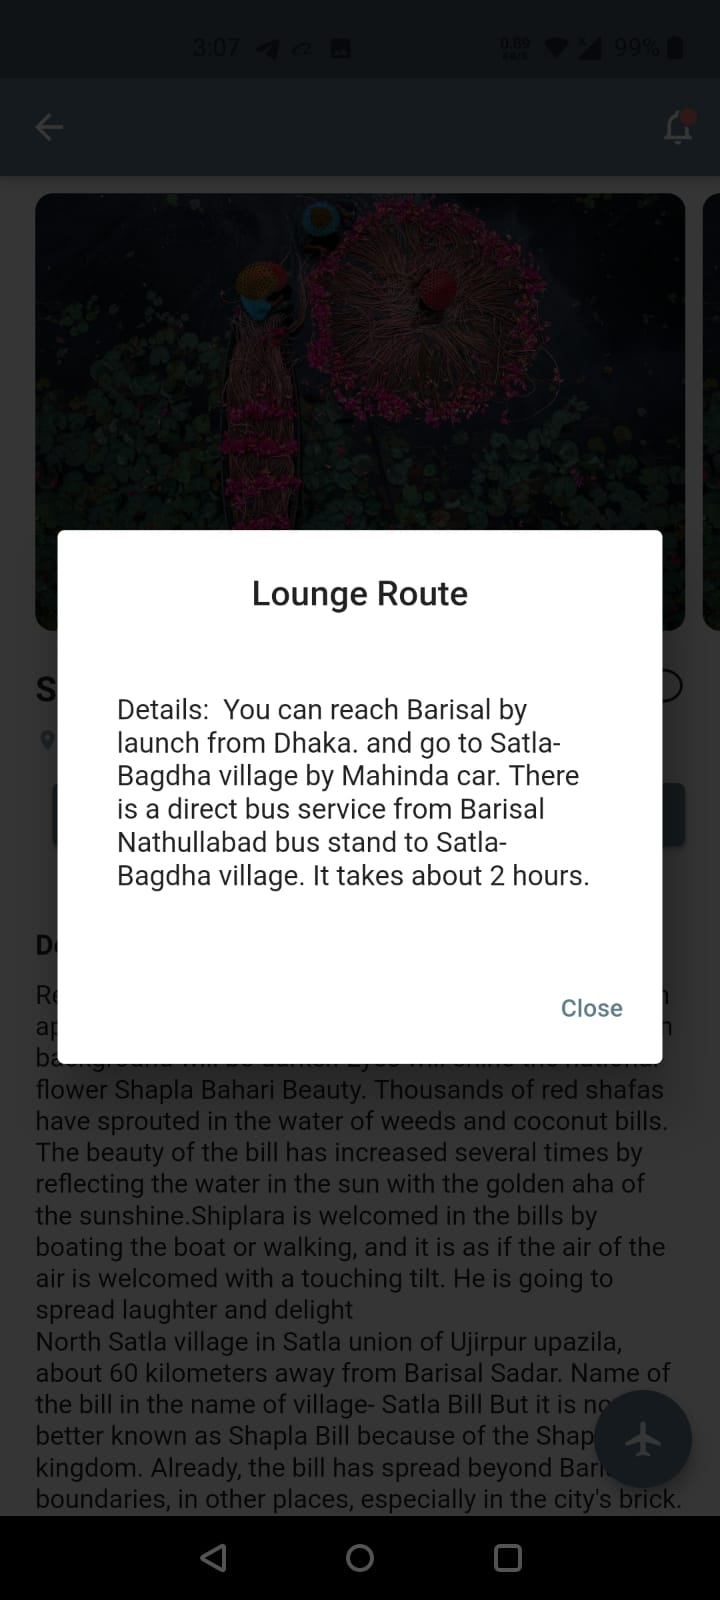 3:07
0.89
KB/S
99%
Lounge Route
Details:  You can reach Barisal by
launch from Dhaka. and go to Satla-
Bagdha village by Mahinda car. There
is a direct bus service from Barisal
Nathullabad bus stand to Satla-
Bagdha village. It takes about 2 hours.
Close
flower Shapla Bahari Beauty. Thousands of red shafas
have sprouted in the water of weeds and coconut bills.
The beauty of the bill has increased several times by
reflecting the water in the sun with the golden aha of
the sunshine.Shiplara is welcomed in the bills by
boating the boat or walking, and it is as if the air of the
air is welcomed with a touching tilt. He is going to
spread laughter and delight
North Satla village in Satla union of Ujirpur upazila,
about 60 kilometers away from Barisal Sadar. Name of
the bill in the name of village- Satla Bill But it is
better known as Shapla Bill because of the
kingdom. Already, the bill has spread beyond
boundaries, in other places, especially in the city's brick.